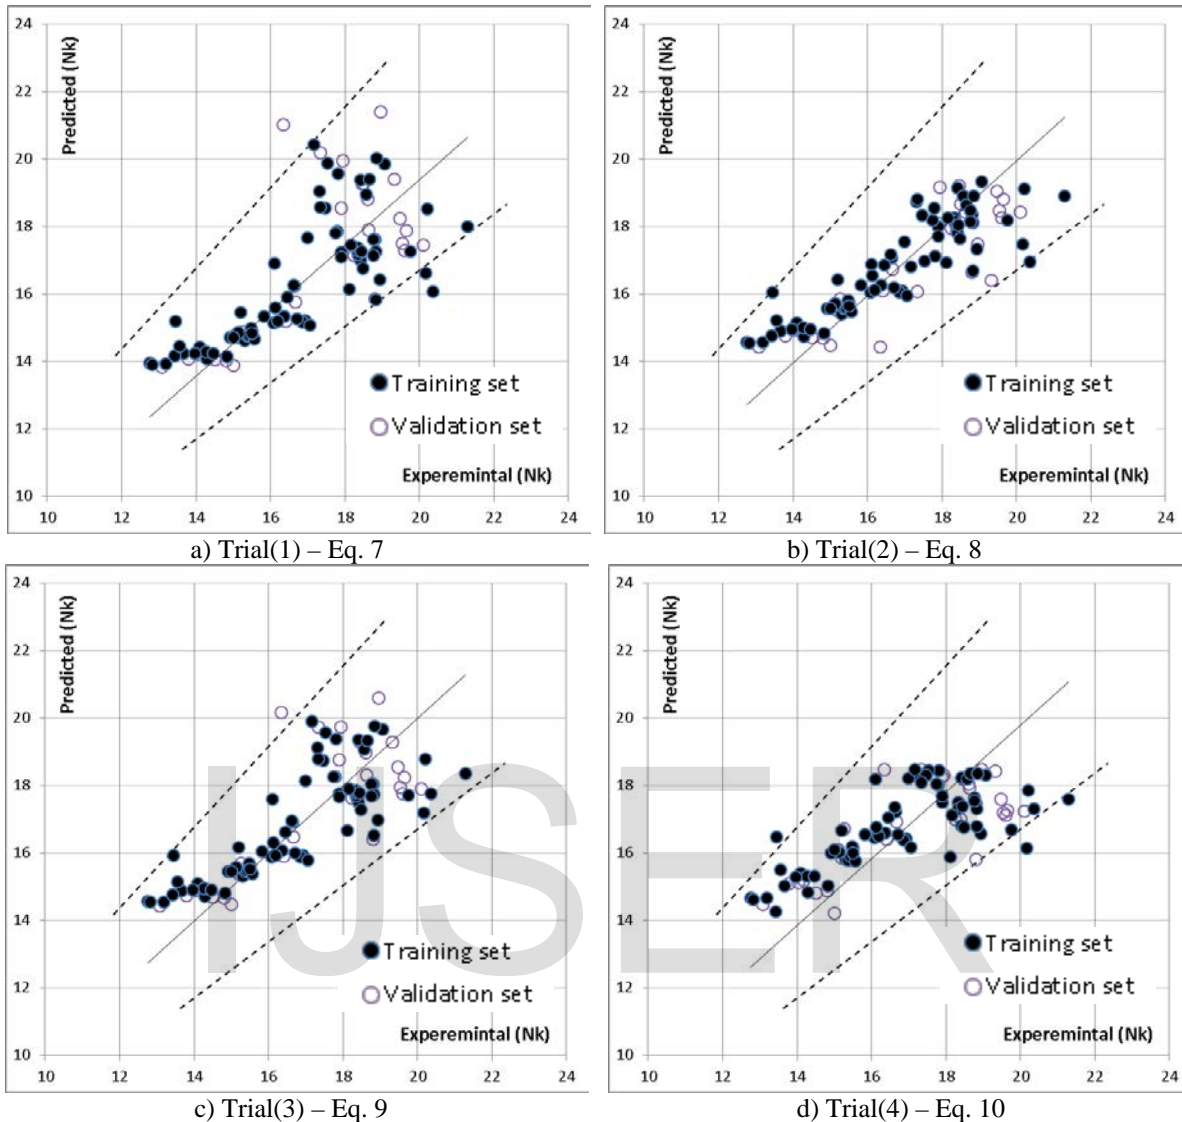 24
22
20
18
16
14
12
10
Predicted (Nk)
Training set
Validation set
Experemintal (Nk)
10 12 14 16 18 20 22 24
a) Trial(1) – Eq. 7
24
22
20
18
16
14
12
10
Predicted (Nk)
Training set
Validation set
Experemintal (Nk)
10 12 14 16 18 20 22 24
b) Trial(2) – Eq. 8
24
22
20
18
16
14
12
10
Predicted (Nk)
Training set
Validation set
Experemintal (Nk)
10 12 14 16 18 20 22 24
c) Trial(3) – Eq. 9
24
22
20
18
16
14
12
10
Predicted (Nk)
Training set
Validation set
Experemintal (Nk)
10 12 14 16 18 20 22 24
d) Trial(4) – Eq. 10
IJSER